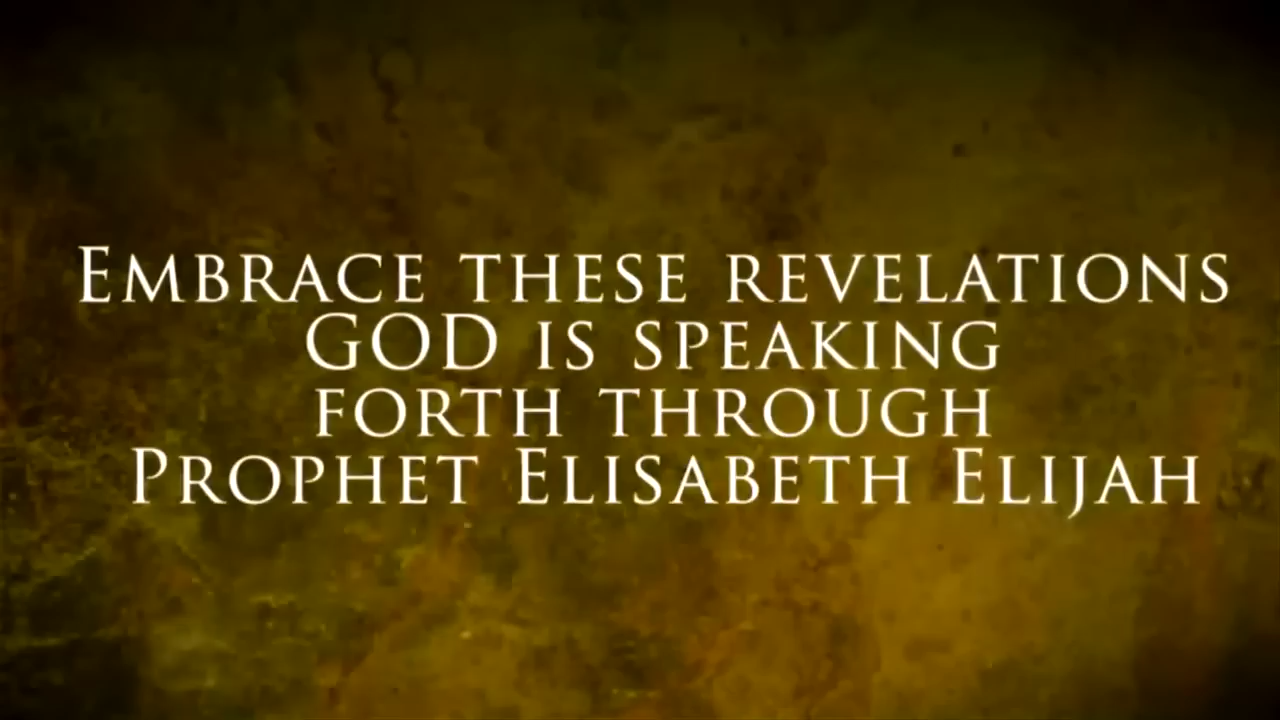 Embrace these revelations
GOD is speaking
forth through
Prophet Elisabeth Elijah